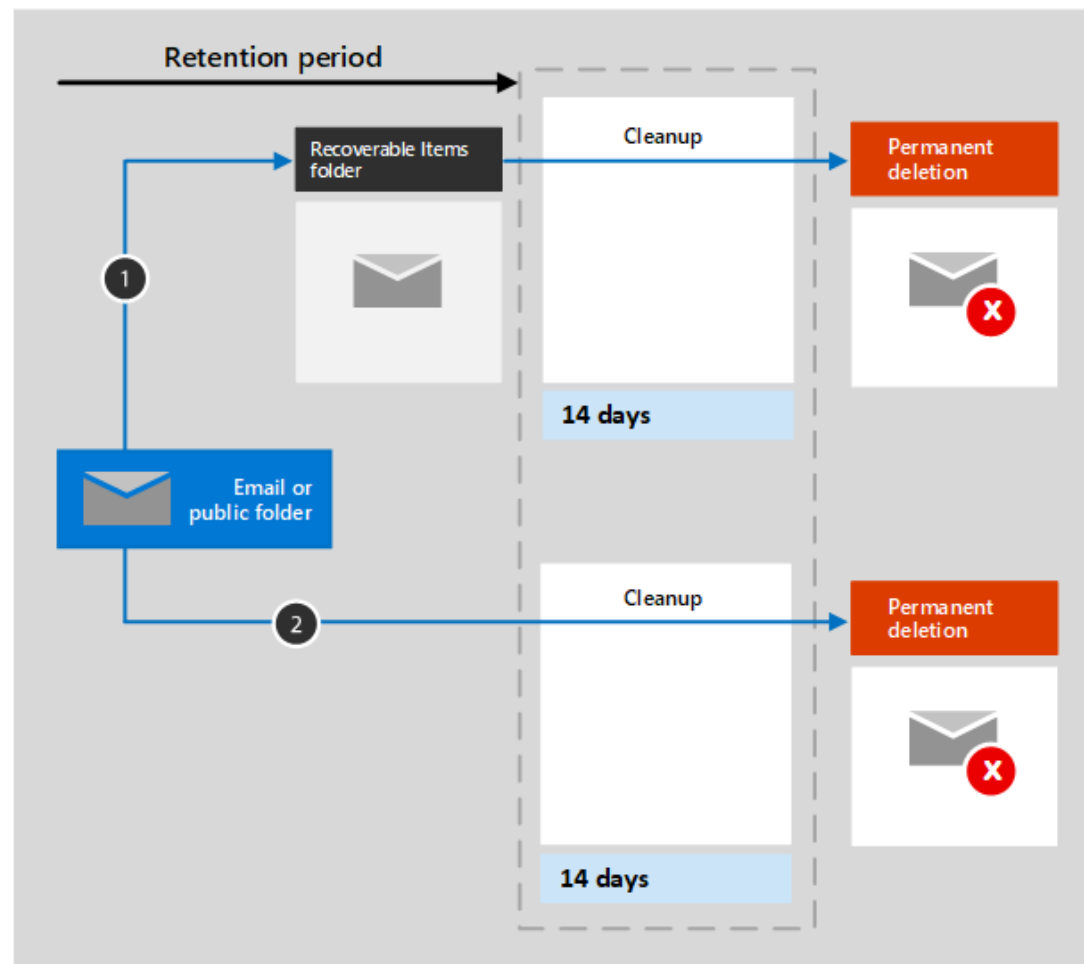 Retention period
Recoverable Items
folder
Cleanup
Permanent
deletion
X
1
14 days
Email or
public folder
2
Cleanup
Permanent
deletion
X
14 days